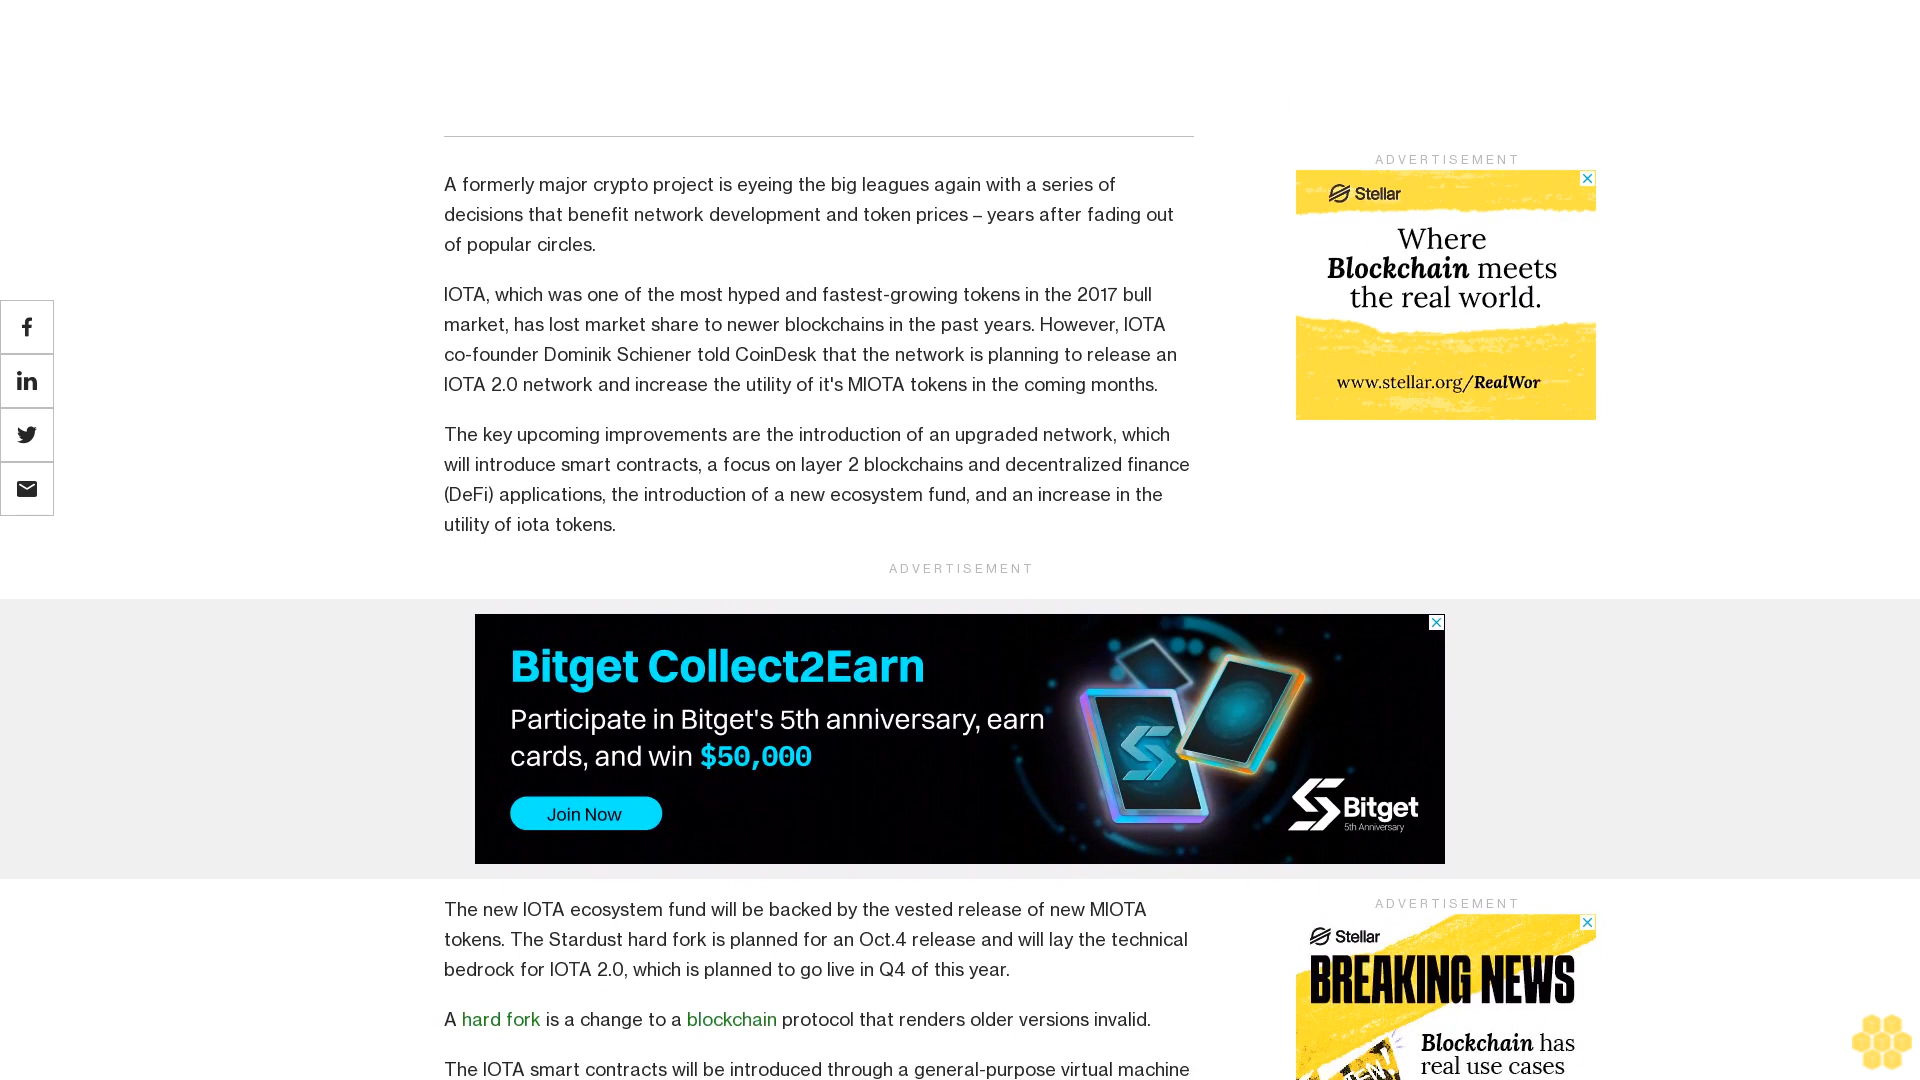 ADVERTISEMENT
Stellar
Where
Blockchain meets
the real world.
www.stellar.org/RealWor
A formerly major crypto project is eyeing the big leagues again with a series of
decisions that benefit network development and token prices – years after fading out
of popular circles.
IOTA, which was one of the most hyped and fastest-growing tokens in the 2017 bull
market, has lost market share to newer blockchains in the past years. However, IOTA
co-founder Dominik Schiener told CoinDesk that the network is planning to release an
IOTA 2.0 network and increase the utility of it's MIOTA tokens in the coming months.
The key upcoming improvements are the introduction of an upgraded network, which
will introduce smart contracts, a focus on layer 2 blockchains and decentralized finance
(DeFi) applications, the introduction of a new ecosystem fund, and an increase in the
utility of iota tokens.
ADVERTISEMENT
Bitget Collect2Earn
Participate in Bitget's 5th anniversary, earn
cards, and win $50,000
Join Now
Bitget
5th Anniversary
The new IOTA ecosystem fund will be backed by the vested release of new MIOTA
tokens. The Stardust hard fork is planned for an Oct.4 release and will lay the technical
bedrock for IOTA 2.0, which is planned to go live in Q4 of this year.
A hard fork is a change to a blockchain protocol that renders older versions invalid.
The IOTA smart contracts will be introduced through a general-purpose virtual machine
ADVERTISEMENT
Stellar
BREAKING NEWS
Blockchain has
real use cases